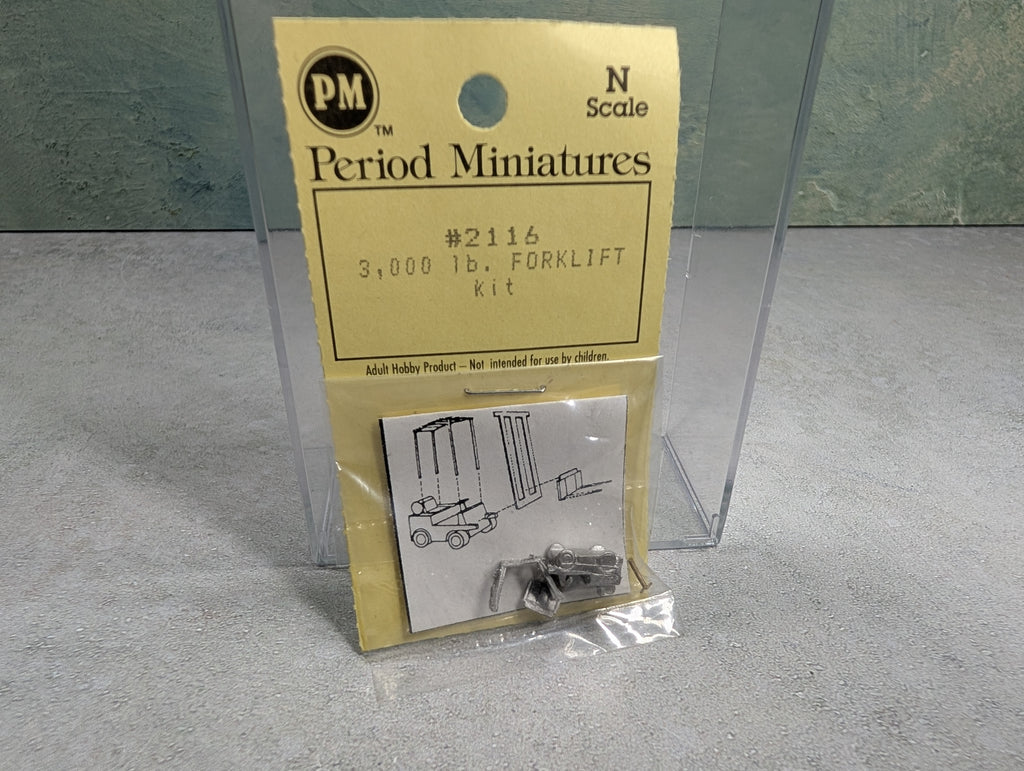 PM
TM
N
Scale
Period Miniatures
#2116
3,000 lb. FORKLIFT
kit
Adult Hobby Product – Not intended for use by children.